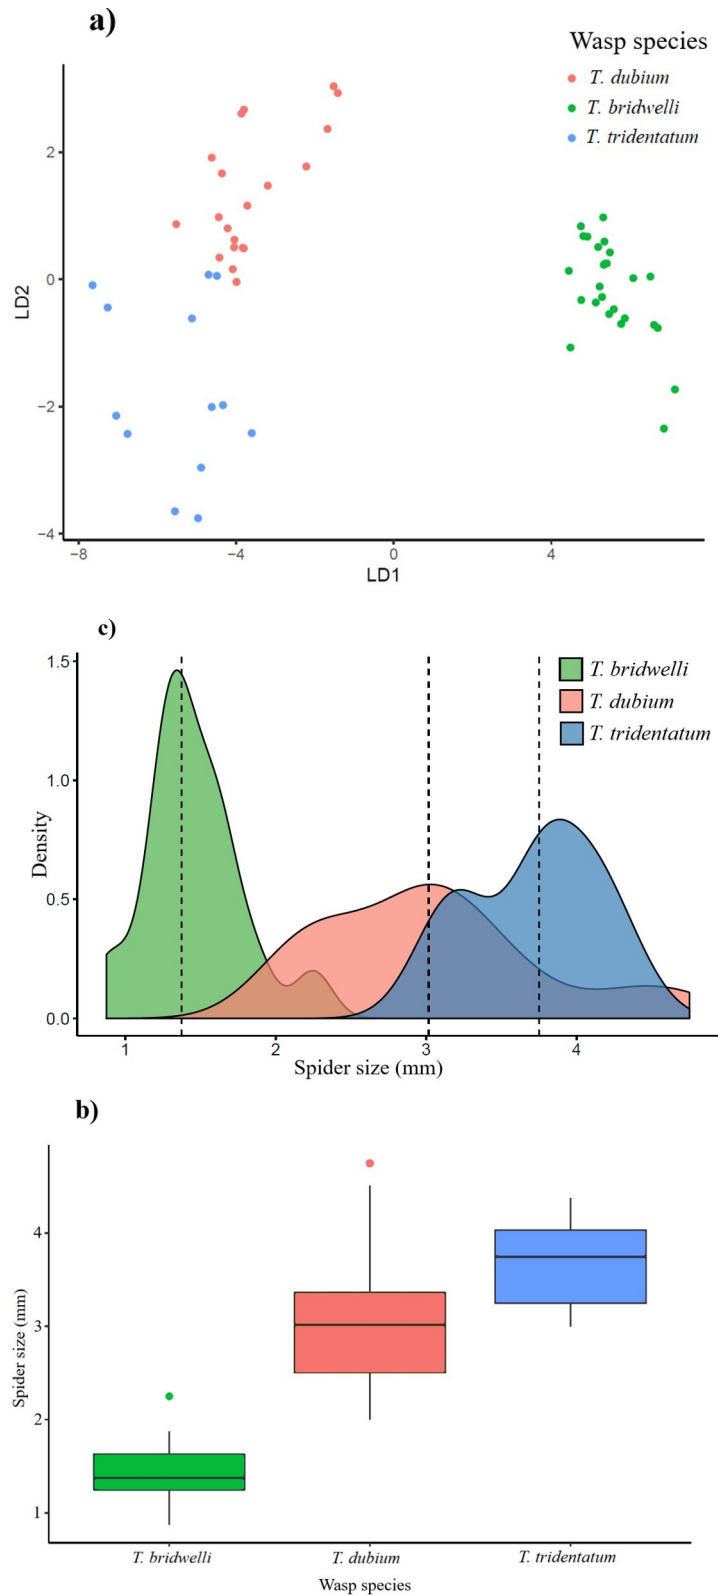 a)
Wasp species
T. dubium
T. bridwelli
T. tridentatum
2
0
−2
−4
LD2
−8
−4
0
4
LD1
c)
1.5
1.0
0.5
0.0
Density
T. bridwelli
T. dubium
T. tridentatum
1
2
3
4
Spider size (mm)
b)
4
3
2
1
Spider size (mm)
T. bridwelli
T. dubium
T. tridentatum
Wasp species